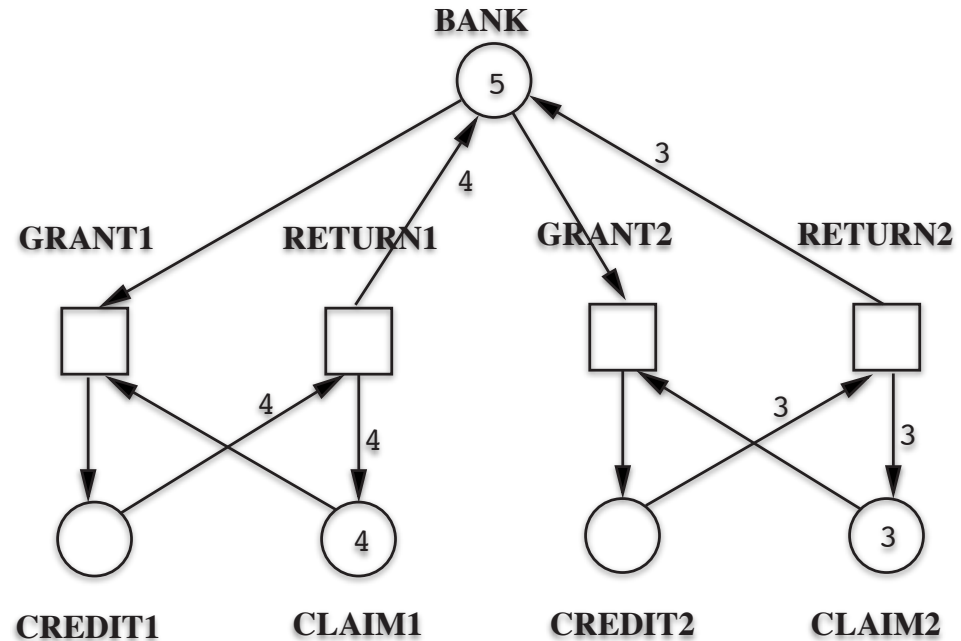 BANK
5
3
4
GRANT1 RETURN1 GRANT2 RETURN2
4 3
4 3
4 3
CREDIT1 CLAIM1 CREDIT2 CLAIM2